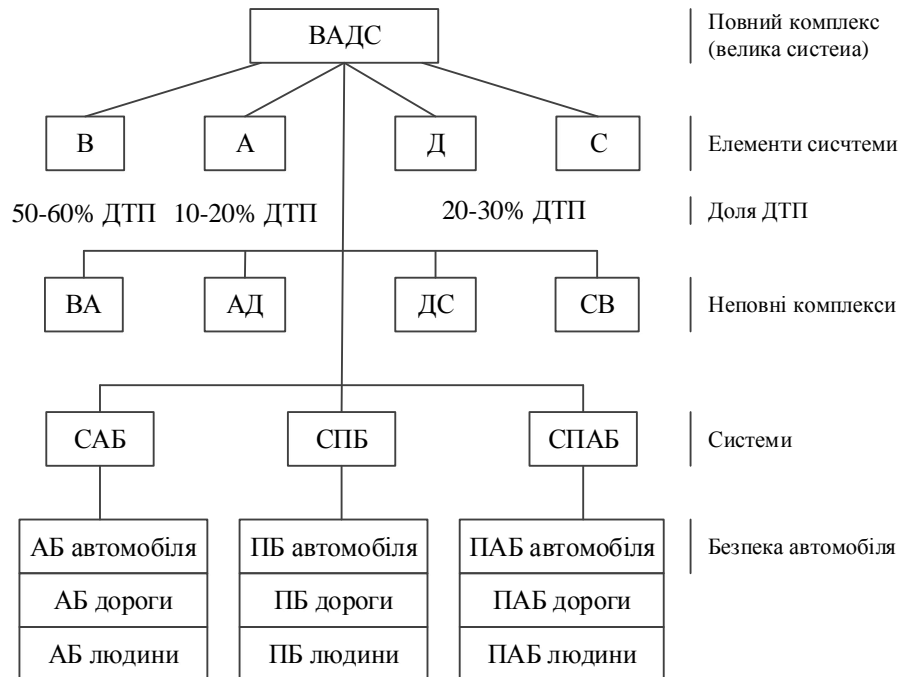 ВАДС
Повний комплекс
(велика систеиа)
В А Д С
Елементи сисчтеми
50-60% ДТП 10-20% ДТП 20-30% ДТП
Доля ДТП
ВА АД ДС СВ
Неповні комплекси
САБ СПБ СПАБ
Системи
АБ автомобіля ПБ автомобіля ПАБ автомобіля
Безпека автомобіля
АБ дороги ПБ дороги ПАБ дороги
АБ людини ПБ людини ПАБ людини